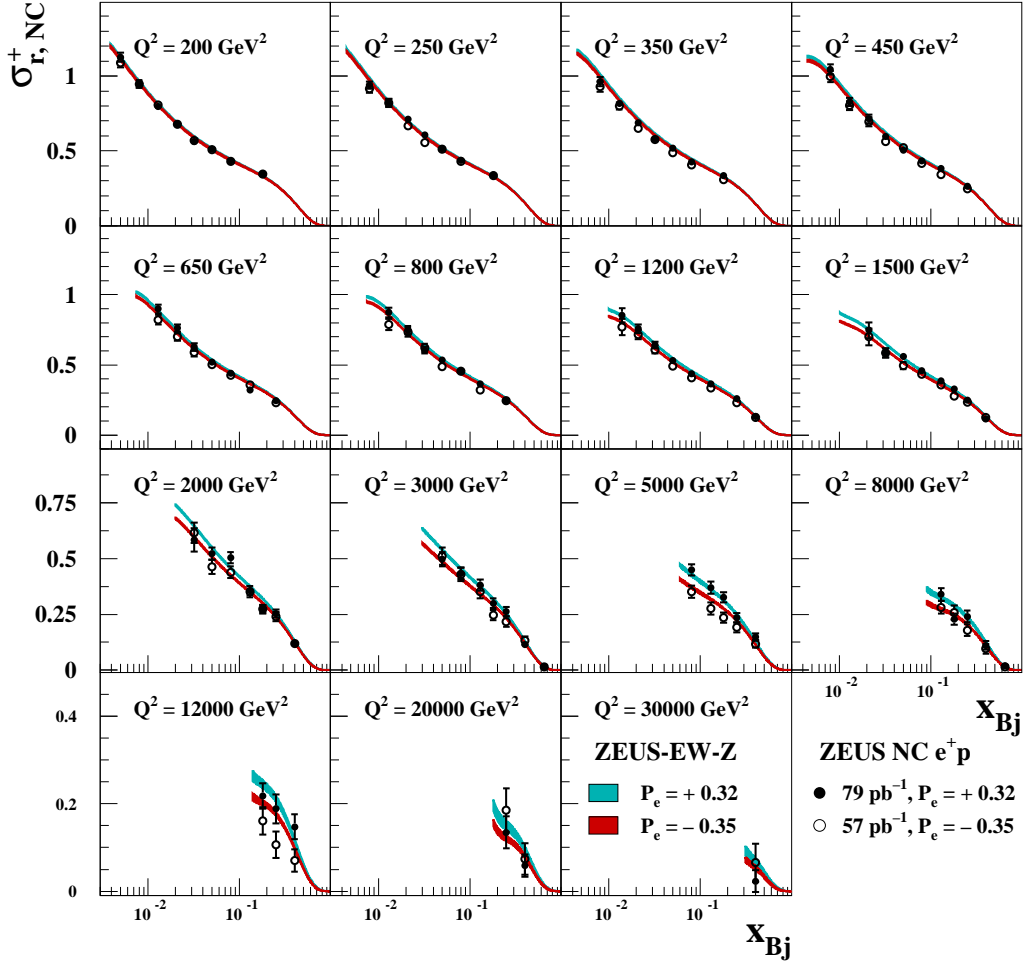 σ⁺r, NC
Q² = 200 GeV²
Q² = 250 GeV²
Q² = 350 GeV²
Q² = 450 GeV²
1
0.5
0
Q² = 650 GeV²
Q² = 800 GeV²
Q² = 1200 GeV²
Q² = 1500 GeV²
1
0.5
0
Q² = 2000 GeV²
Q² = 3000 GeV²
Q² = 5000 GeV²
Q² = 8000 GeV²
0.75
0.5
0.25
0
10⁻² 10⁻¹
xBj
Q² = 12000 GeV²
Q² = 20000 GeV²
Q² = 30000 GeV²
0.4
0.2
0
ZEUS-EW-Z
Pe = + 0.32
Pe = − 0.35
ZEUS NC e⁺p
79 pb⁻¹, Pe = + 0.32
57 pb⁻¹, Pe = − 0.35
10⁻² 10⁻¹ 10⁻² 10⁻¹ 10⁻² 10⁻¹
xBj